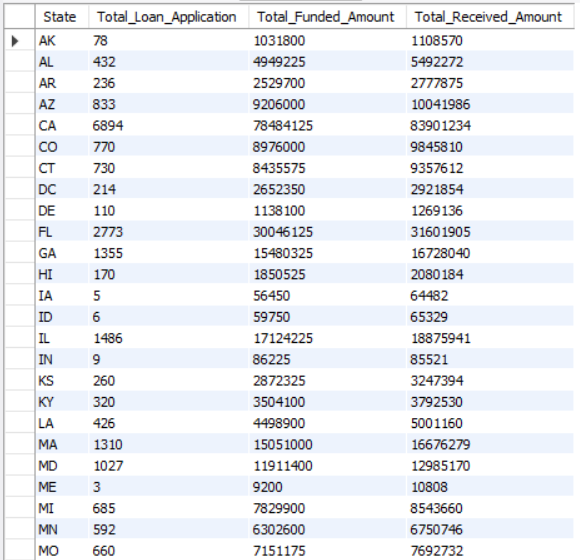 State Total_Loan_Application Total_Funded_Amount Total_Received_Amount
AK 78 1031800 1108570
AL 432 4949225 5492272
AR 236 2529700 2777875
AZ 833 9206000 10041986
CA 6894 78484125 83901234
CO 770 8976000 9845810
CT 730 8435575 9357612
DC 214 2652350 2921854
DE 110 1138100 1269136
FL 2773 30046125 31601905
GA 1355 15480325 16728040
HI 170 1850525 2080184
IA 5 56450 64482
ID 6 59750 65329
IL 1486 17124225 18875941
IN 9 86225 85521
KS 260 2872325 3247394
KY 320 3504100 3792530
LA 426 4498900 5001160
MA 1310 15051000 16676279
MD 1027 11911400 12985170
ME 3 9200 10808
MI 685 7829900 8543660
MN 592 6302600 6750746
MO 660 7151175 7692732